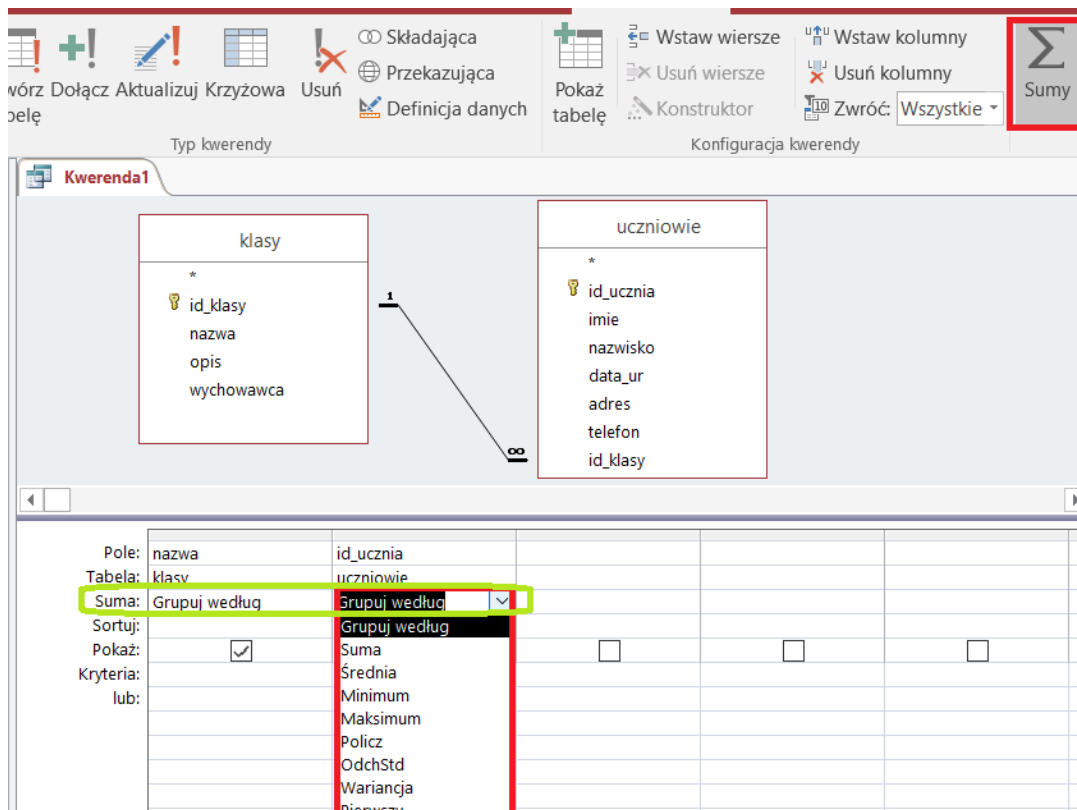 Składająca
Przekazująca
Definicja danych
Dołącz Aktualizuj Krzyżowa Usuń
Typ kwerendy
Pokaż
tabelę
Wstaw wiersze
Usuń wiersze
Konstruktor
Wstaw kolumny
Usuń kolumny
Zwróć: Wszystkie
Konfiguracja kwerendy
Sumy
Kwerenda1
klasy
*
id_klasy
nazwa
opis
wychowawca
1
∞
uczniowie
*
id_ucznia
imie
nazwisko
data_ur
adres
telefon
id_klasy
Pole: nazwa id_ucznia
Tabela: klasy uczniowie
Suma: Grupuj według Grupuj według
Sortuj: Grupuj według
Pokaż: Suma
Kryteria: Średnia
lub: Minimum
Maksimum
Policz
OdchStd
Wariancja
Pierwszy